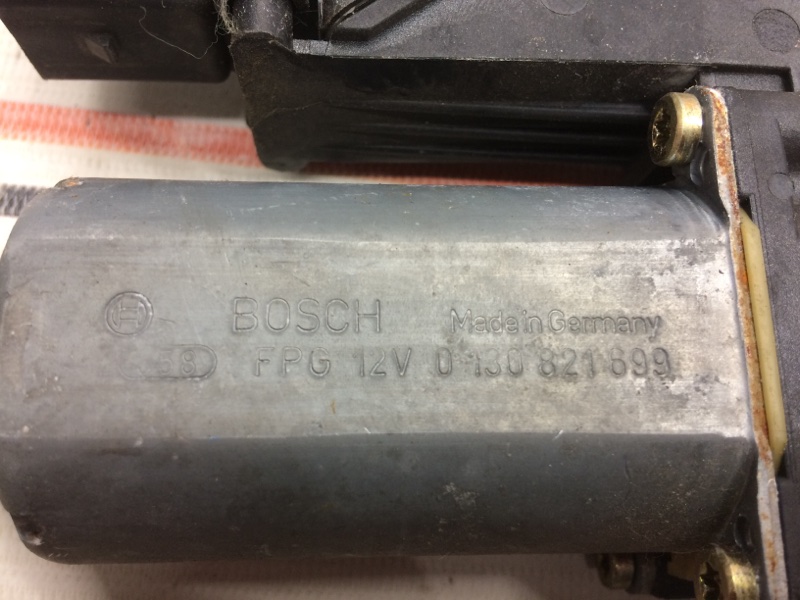 BOSCH Made in Germany
FPG 12V 0 130 821 699